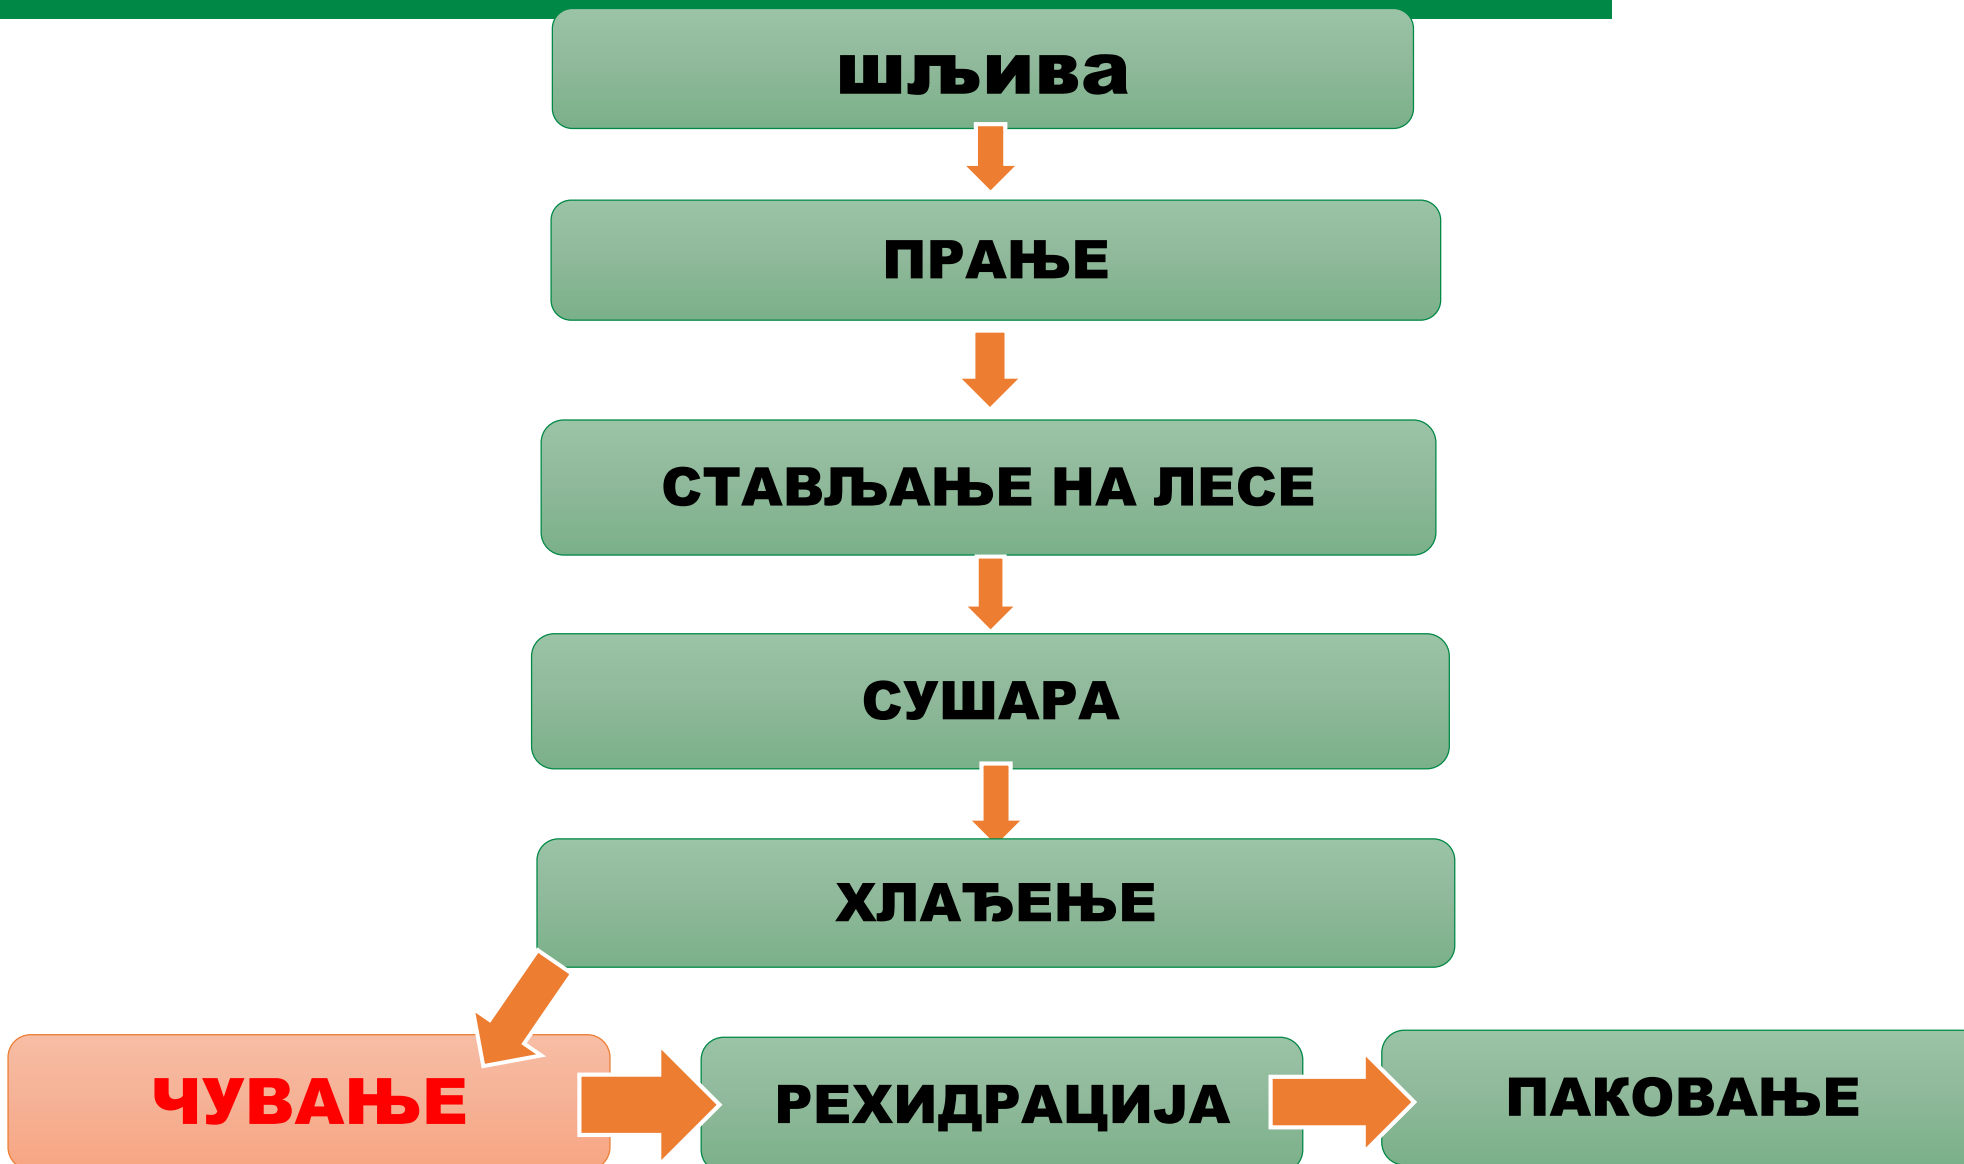 шљива
ПРАЊЕ
СТАВЉАЊЕ НА ЛЕСЕ
СУШАРА
ХЛАЂЕЊЕ
ЧУВАЊЕ
РЕХИДРАЦИЈА
ПАКОВАЊЕ